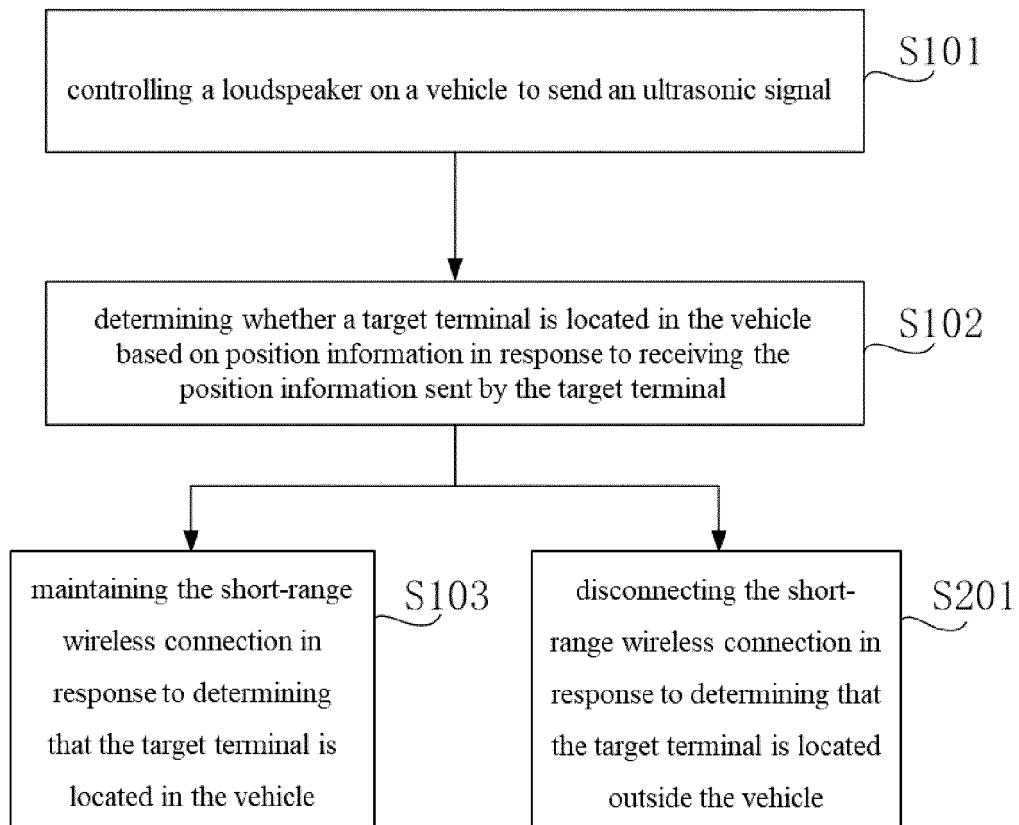 controlling a loudspeaker on a vehicle to send an ultrasonic signal
S101
determining whether a target terminal is located in the vehicle
based on position information in response to receiving the
position information sent by the target terminal
S102
maintaining the short-range
wireless connection in
response to determining
that the target terminal is
located in the vehicle
S103
disconnecting the short-
range wireless connection in
response to determining that
the target terminal is located
outside the vehicle
S201